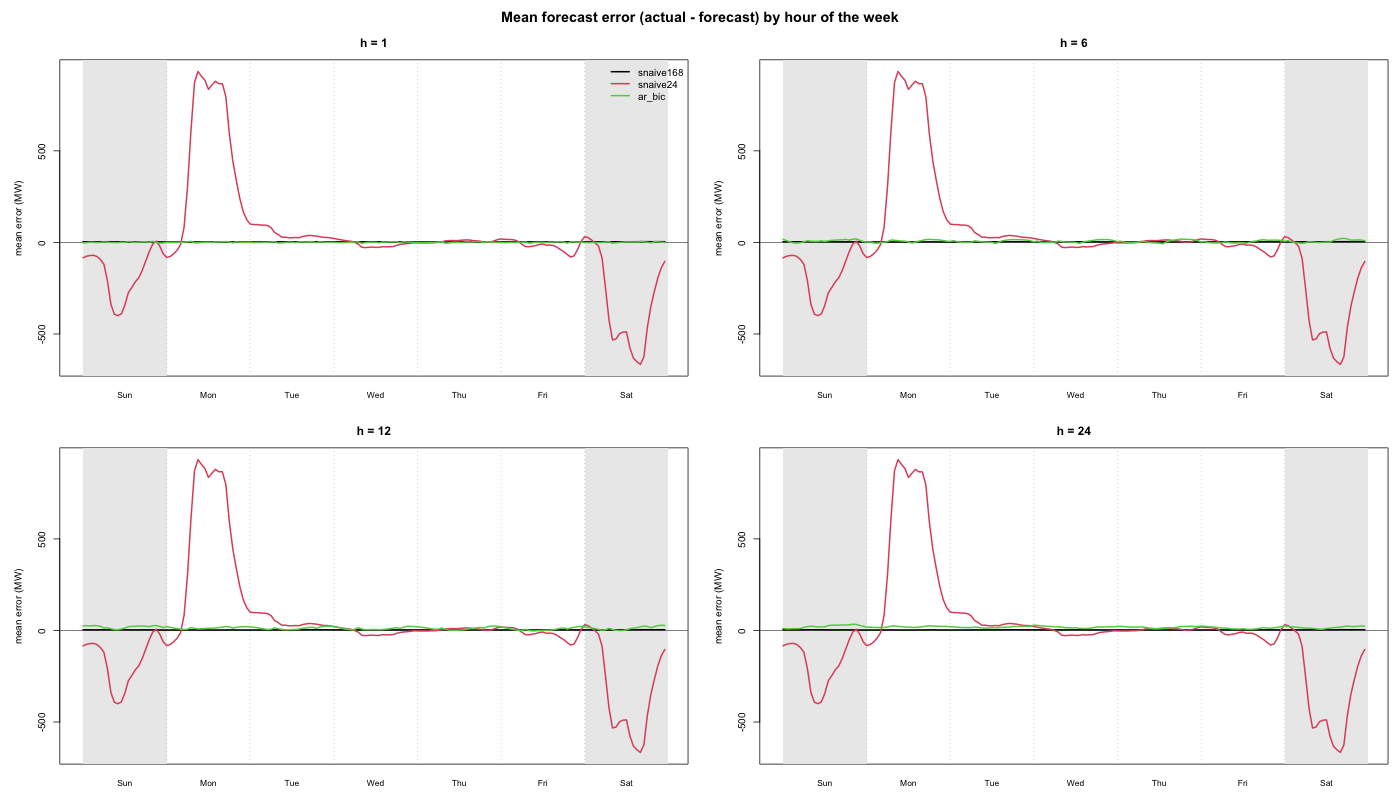 Mean forecast error (actual - forecast) by hour of the week
h = 1
mean error (MW)
500
0
-500
snaive168
snaive24
ar_bic
Sun Mon Tue Wed Thu Fri Sat
h = 6
mean error (MW)
500
0
-500
Sun Mon Tue Wed Thu Fri Sat
h = 12
mean error (MW)
500
0
-500
Sun Mon Tue Wed Thu Fri Sat
h = 24
mean error (MW)
500
0
-500
Sun Mon Tue Wed Thu Fri Sat